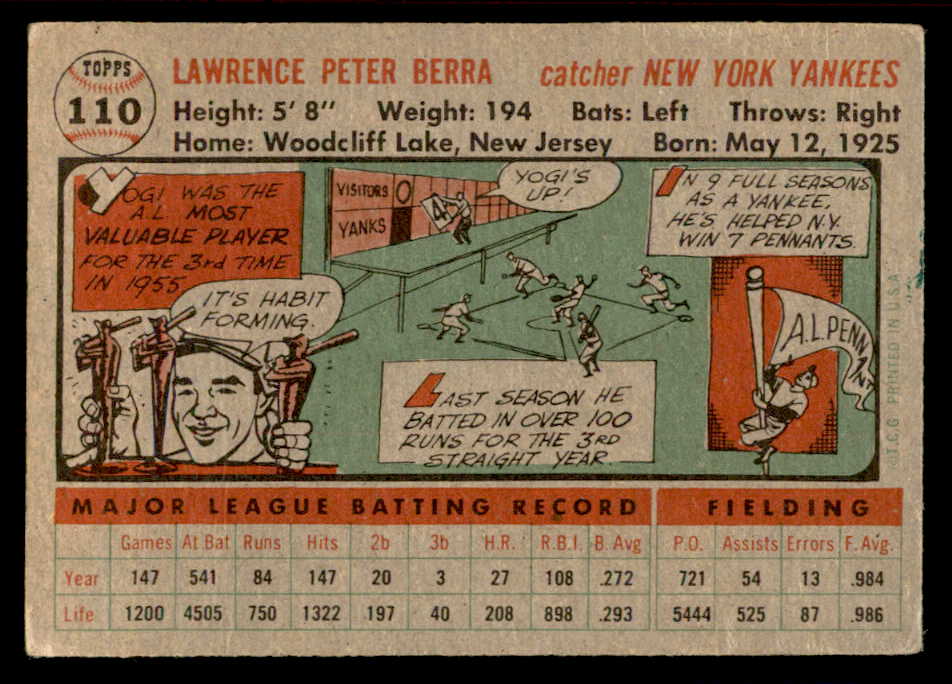 TOPPS
110
LAWRENCE PETER BERRA catcher NEW YORK YANKEES
Height: 5' 8" Weight: 194 Bats: Left Throws: Right
Home: Woodcliff Lake, New Jersey Born: May 12, 1925
YOGI WAS THE
A.L. MOST
VALUABLE PLAYER
FOR THE 3rd TIME
IN 1955
IT'S HABIT
FORMING.
VISITORS 0
YANKS 4
YOGI'S
UP!
LAST SEASON HE
BATTED IN OVER 100
RUNS FOR THE 3RD
STRAIGHT YEAR.
IN 9 FULL SEASONS
AS A YANKEE,
HE'S HELPED N.Y.
WIN 7 PENNANTS.
A.L. PENNANT
©T.C.G. PRINTED IN U.S.A.
MAJOR LEAGUE BATTING RECORD FIELDING
Games At Bat Runs Hits 2b 3b H.R. R.B.I. B. Avg P.O. Assists Errors F. Avg.
Year 147 541 84 147 20 3 27 108 .272 721 54 13 .984
Life 1200 4505 750 1322 197 40 208 898 .293 5444 525 87 .986